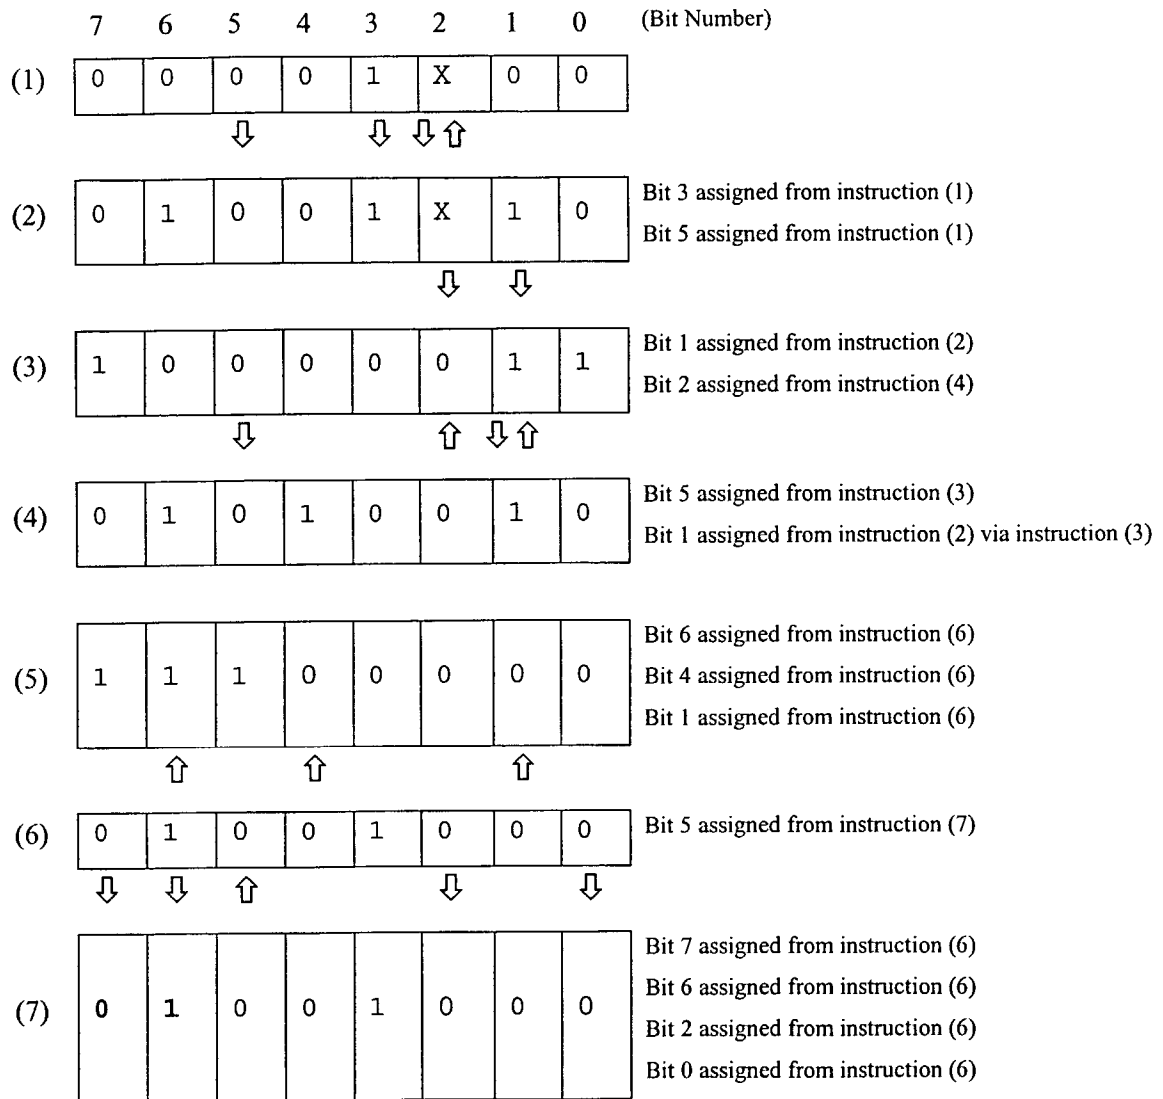 7 6 5 4 3 2 1 0 (Bit Number)
(1) 0 0 0 0 1 X 0 0
(2) 0 1 0 0 1 X 1 0
Bit 3 assigned from instruction (1)
Bit 5 assigned from instruction (1)
(3) 1 0 0 0 0 0 1 1
Bit 1 assigned from instruction (2)
Bit 2 assigned from instruction (4)
(4) 0 1 0 1 0 0 1 0
Bit 5 assigned from instruction (3)
Bit 1 assigned from instruction (2) via instruction (3)
(5) 1 1 1 0 0 0 0 0
Bit 6 assigned from instruction (6)
Bit 4 assigned from instruction (6)
Bit 1 assigned from instruction (6)
(6) 0 1 0 0 1 0 0 0
Bit 5 assigned from instruction (7)
(7) 0 1 0 0 1 0 0 0
Bit 7 assigned from instruction (6)
Bit 6 assigned from instruction (6)
Bit 2 assigned from instruction (6)
Bit 0 assigned from instruction (6)